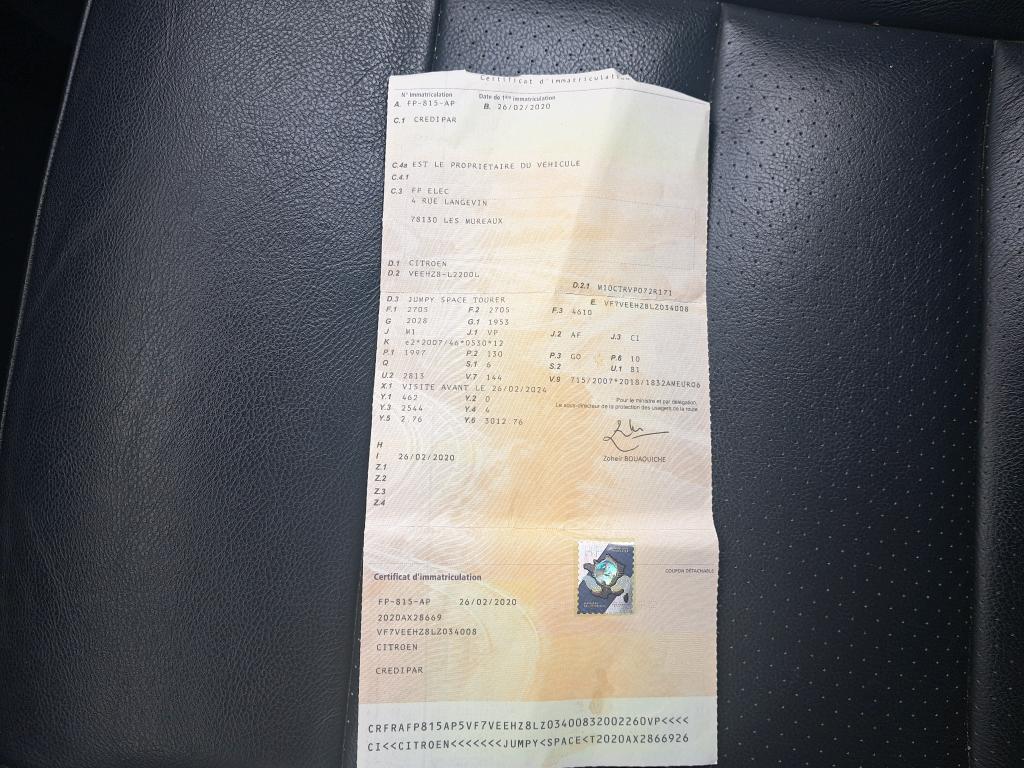 Certificat d'immatriculation
N° Immatriculation Date de 1ère immatriculation
A. FP-815-AP B. 26/02/2020
C.1 CREDIPAR
C.4a EST LE PROPRIETAIRE DU VEHICULE
C.4.1
C.3 FP ELEC
4 RUE LANGEVIN
78130 LES MUREAUX
D.1 CITROEN
D.2 VEEHZ8-L2200L
D.2.1 M10CTRVP072R171
D.3 JUMPY SPACE TOURER E. VF7VEEHZ8LZ034008
F.1 2705 F.2 2705 F.3 4610
G 2028 G.1 1953
J M1 J.1 VP J.2 AF J.3 CI
K e2*2007/46*0530*12
P.1 1997 P.2 130 P.3 GO P.6 10
Q S.1 6 S.2 U.1 81
U.2 2813 V.7 144 V.9 715/2007*2018/1832AMEURO6
X.1 VISITE AVANT LE 26/02/2024
Y.1 462 Y.2 0
Y.3 2544 Y.4 4
Y.5 2.76 Y.6 3012.76
Pour le ministre et par délégation,
Le sous-directeur de la protection des usagers de la route
Zoheir BOUAOUICHE
H
I 26/02/2020
Z.1
Z.2
Z.3
Z.4
COUPON DÉTACHABLE
Certificat d'immatriculation
FP-815-AP 26/02/2020
2020AX28669
VF7VEEHZ8LZ034008
CITROEN
CREDIPAR
CRFRAFP815AP5VF7VEEHZ8LZ0340083200226OVP<<<<
CI<<CITROEN<<<<<<<JUMPY<SPACE<T2020AX2866926